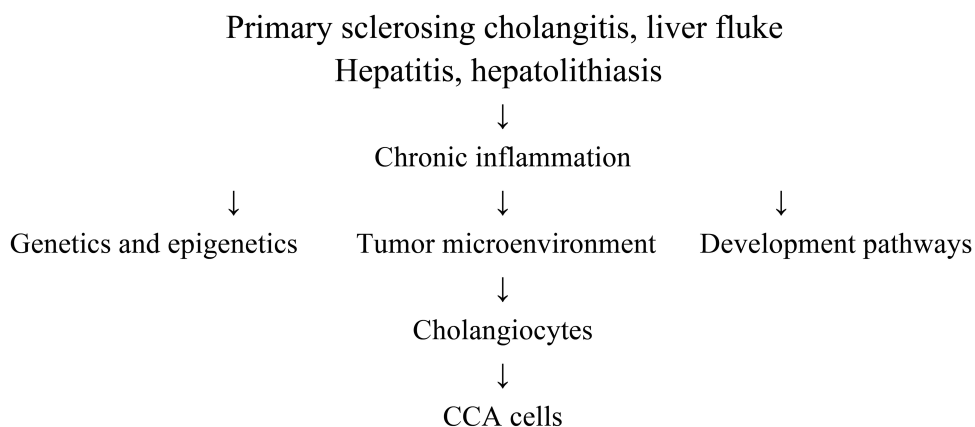 Primary sclerosing cholangitis, liver fluke
Hepatitis, hepatolithiasis
↓
Chronic inflammation
↓ ↓ ↓
Genetics and epigenetics Tumor microenvironment Development pathways
↓
Cholangiocytes
↓
CCA cells